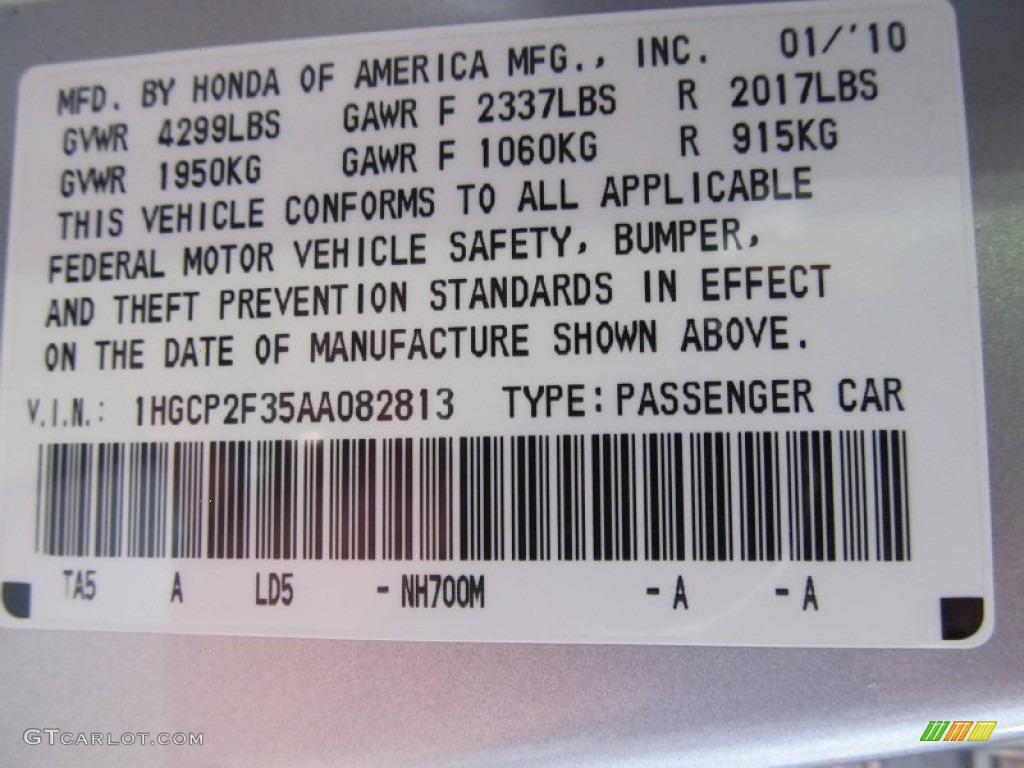 MFD. BY HONDA OF AMERICA MFG., INC. 01/'10
GVWR 4299LBS GAWR F 2337LBS R 2017LBS
GVWR 1950KG GAWR F 1060KG R 915KG
THIS VEHICLE CONFORMS TO ALL APPLICABLE
FEDERAL MOTOR VEHICLE SAFETY, BUMPER,
AND THEFT PREVENTION STANDARDS IN EFFECT
ON THE DATE OF MANUFACTURE SHOWN ABOVE.
V.I.N.: 1HGCP2F35AA082813 TYPE: PASSENGER CAR
TA5 A LD5 - NH700M - A - A
GTCARLOT.COM